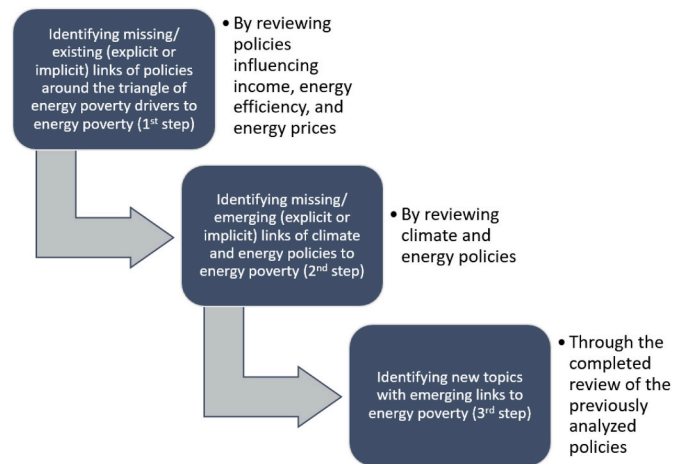 Identifying missing/
existing (explicit or
implicit) links of policies
around the triangle of
energy poverty drivers to
energy poverty (1st step)
• By reviewing
policies
influencing
income, energy
efficiency, and
energy prices
Identifying missing/
emerging (explicit or
implicit) links of climate
and energy policies to
energy poverty (2nd step)
• By reviewing
climate and
energy policies
Identifying new topics
with emerging links to
energy poverty (3rd step)
• Through the
completed
review of the
previously
analyzed
policies